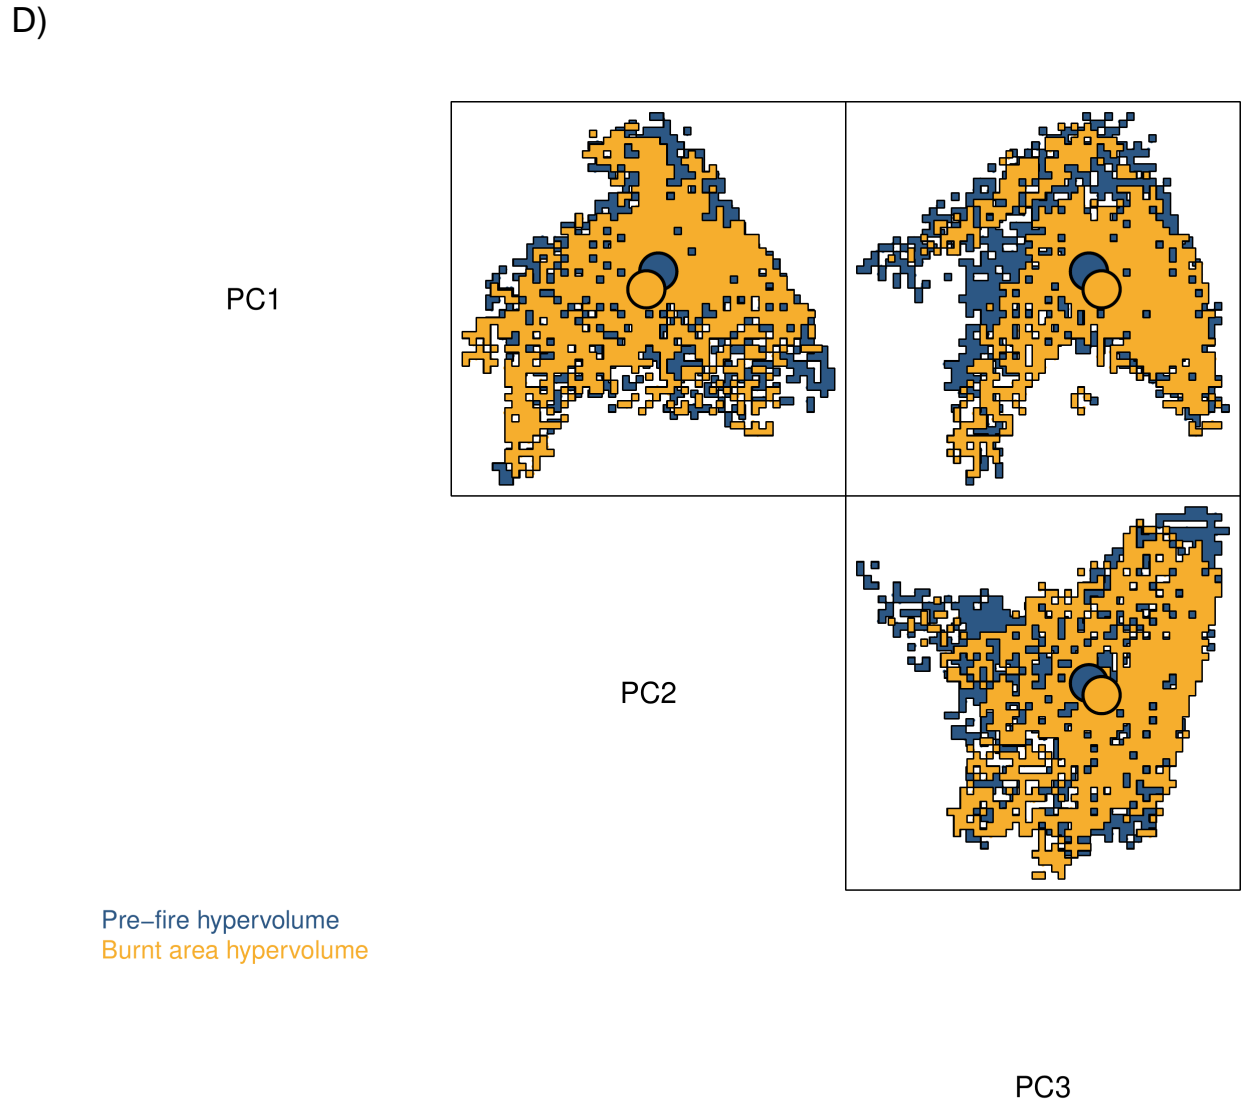 D)
PC1
PC2
Pre−fire hypervolume
Burnt area hypervolume
PC3